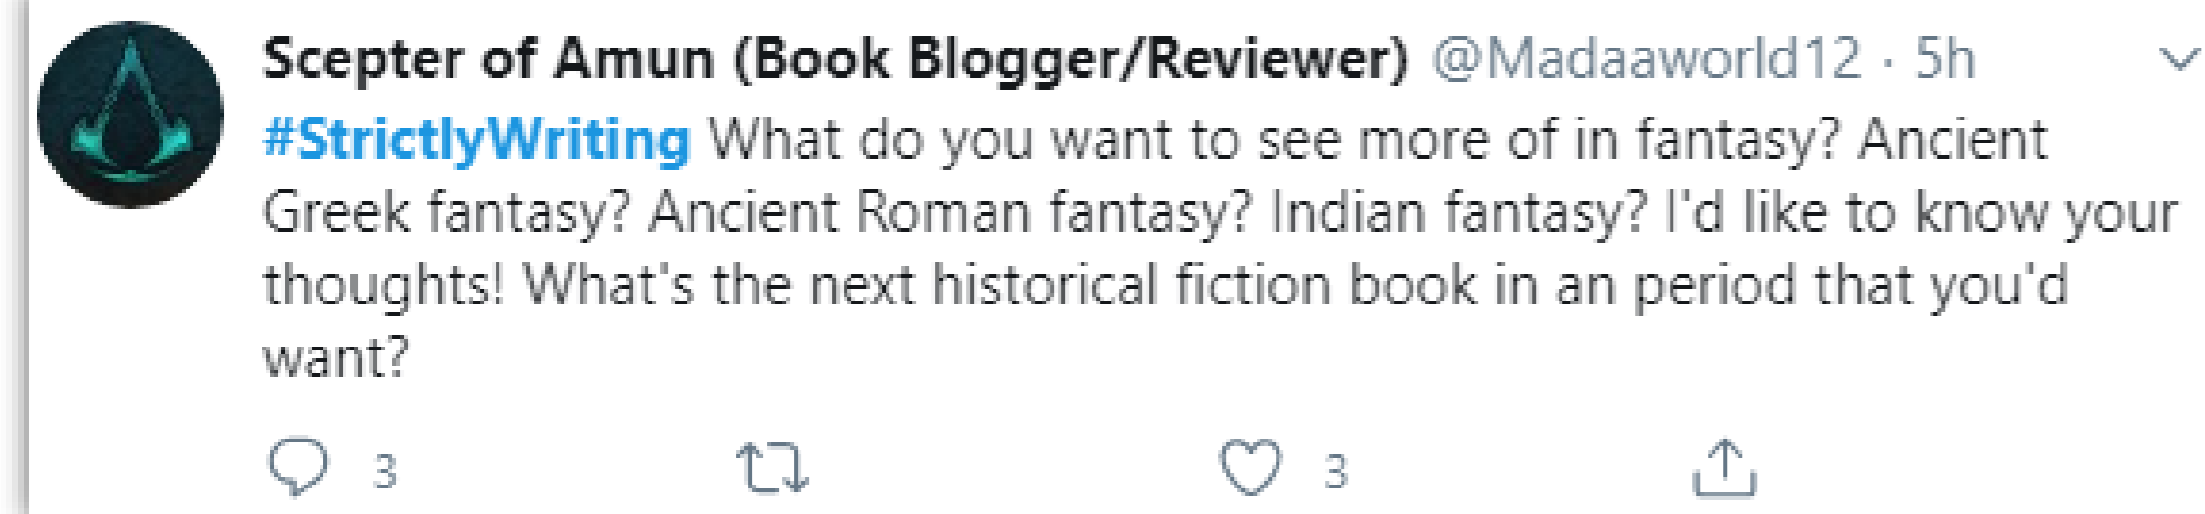 Scepter of Amun (Book Blogger/Reviewer) @Madaaworld12 · 5h
#StrictlyWriting What do you want to see more of in fantasy? Ancient
Greek fantasy? Ancient Roman fantasy? Indian fantasy? I'd like to know your
thoughts! What's the next historical fiction book in an period that you'd
want?
3 3